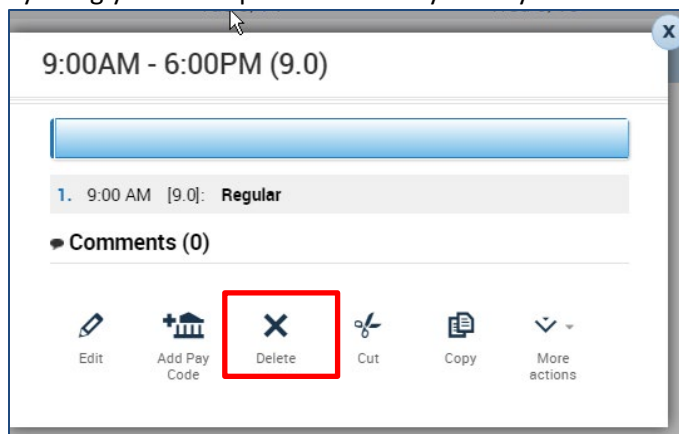 X
9:00AM - 6:00PM (9.0)
1. 9:00 AM [9.0]: Regular
Comments (0)
Edit
Add Pay
Code
Delete
Cut
Copy
More
actions